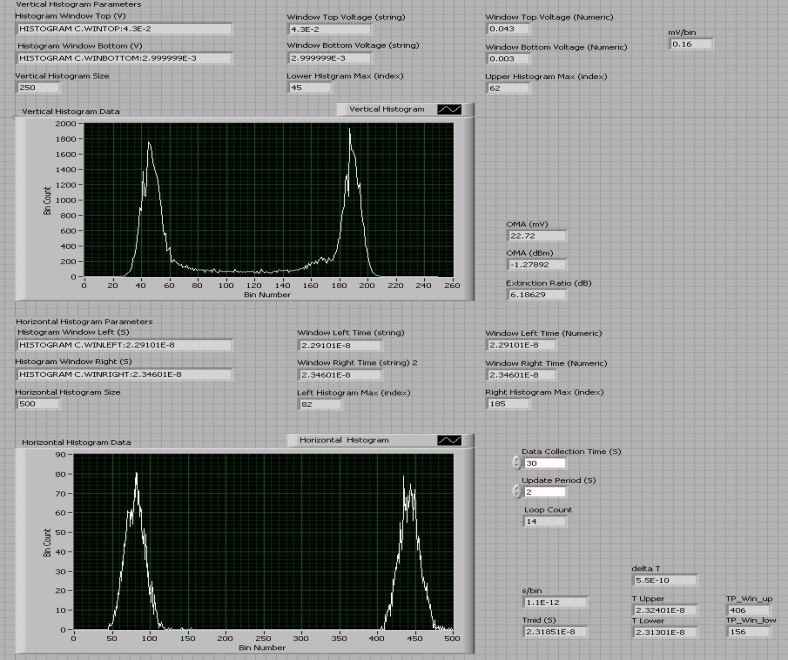 Vertical Histogram Parameters
Histogram Window Top (V)
HISTOGRAM C.WINTOP:4.3E-2
Window Top Voltage (string)
4.3E-2
Window Top Voltage (Numeric)
0.043
mV/bin
0.16
Histogram Window Bottom (V)
HISTOGRAM C.WINBOTTOM:2.999999E-3
Window Bottom Voltage (string)
2.999999E-3
Window Bottom Voltage (Numeric)
0.003
Vertical Histogram Size
250
Lower Histgram Max (index)
45
Upper Histogram Max (index)
62
Vertical Histogram Data
Vertical Histogram
Bin Count
2000
1800
1600
1400
1200
1000
800
600
400
200
0
0 20 40 60 80 100 120 140 160 180 200 220 240 260
Bin Number
OMA (mV)
22.72
OMA (dBm)
-1.27892
Extinction Ratio (dB)
6.18629
Horizontal Histogram Parameters
Histogram Window Left (S)
HISTOGRAM C.WINLEFT:2.29101E-8
Window Left Time (string)
2.29101E-8
Window Left Time (Numeric)
2.29101E-8
Histogram Window Right (S)
HISTOGRAM C.WINRIGHT:2.34601E-8
Window Right Time (string) 2
2.34601E-8
Window Right Time (Numeric)
2.34601E-8
Horizontal Histogram Size
500
Left Histogram Max (index)
82
Right Histogram Max (index)
185
Horizontal Histogram Data
Horizontal Histogram
Bin Count
90
80
70
60
50
40
30
20
10
0
0 50 100 150 200 250 300 350 400 450 500
Bin Number
Data Collection Time (S)
30
Update Period (S)
2
Loop Count
14
delta T
5.5E-10
s/bin
1.1E-12
T Upper
2.32401E-8
TP_Win_up
406
Tmid (S)
2.31851E-8
T Lower
2.31301E-8
TP_Win_low
156